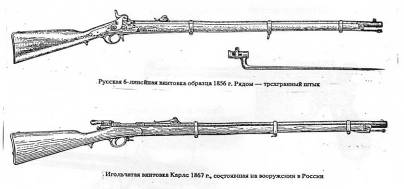 Русская 6-линейная винтовка образца 1856 г. Рядом — трехгранный штык
Игольчатая винтовка Карле 1867 г., состоявшая на вооружении в России